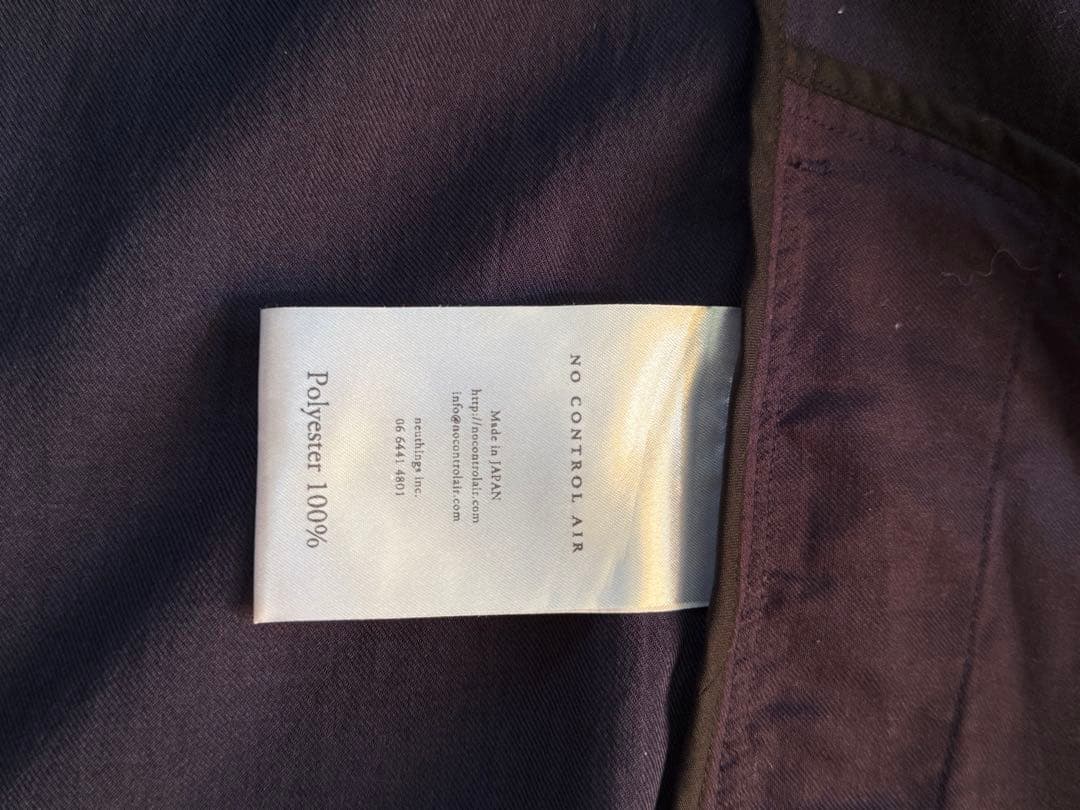 NO CONTROL AIR
Made in JAPAN
http://nocontrolair.com
info@nocontrolair.com
neuthings inc.
06 6441 4801
Polyester 100%